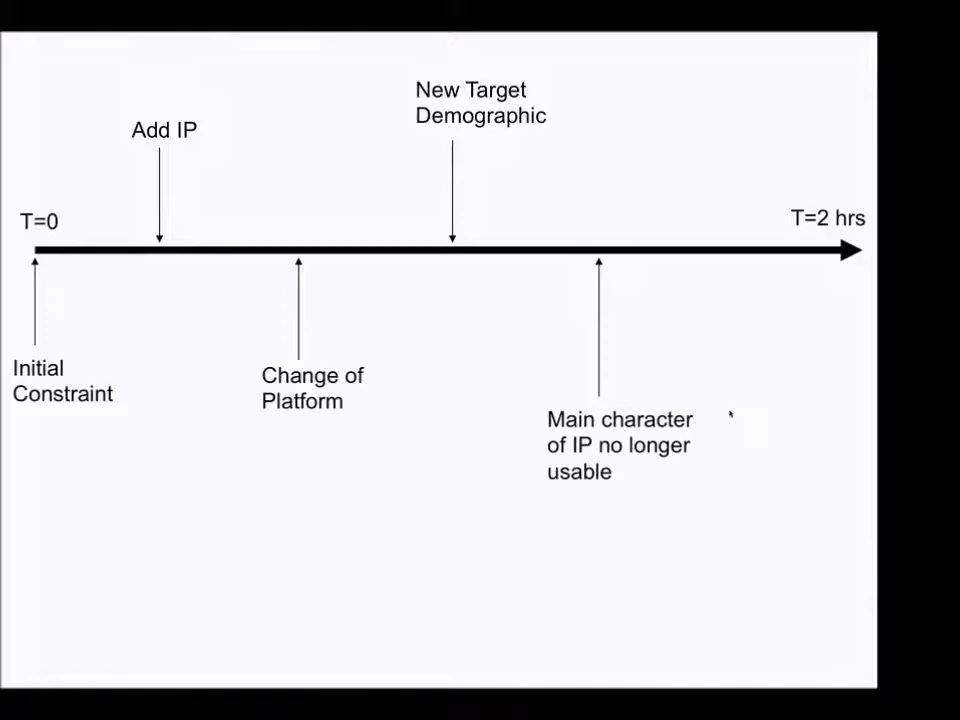 New Target
Demographic
Add IP
T=0
T=2 hrs
Initial
Constraint
Change of
Platform
Main character
of IP no longer
usable